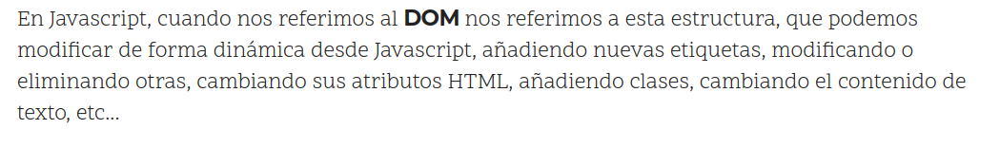 En Javascript, cuando nos referimos al DOM nos referimos a esta estructura, que podemos
modificar de forma dinámica desde Javascript, añadiendo nuevas etiquetas, modificando o
eliminando otras, cambiando sus atributos HTML, añadiendo clases, cambiando el contenido de
texto, etc...